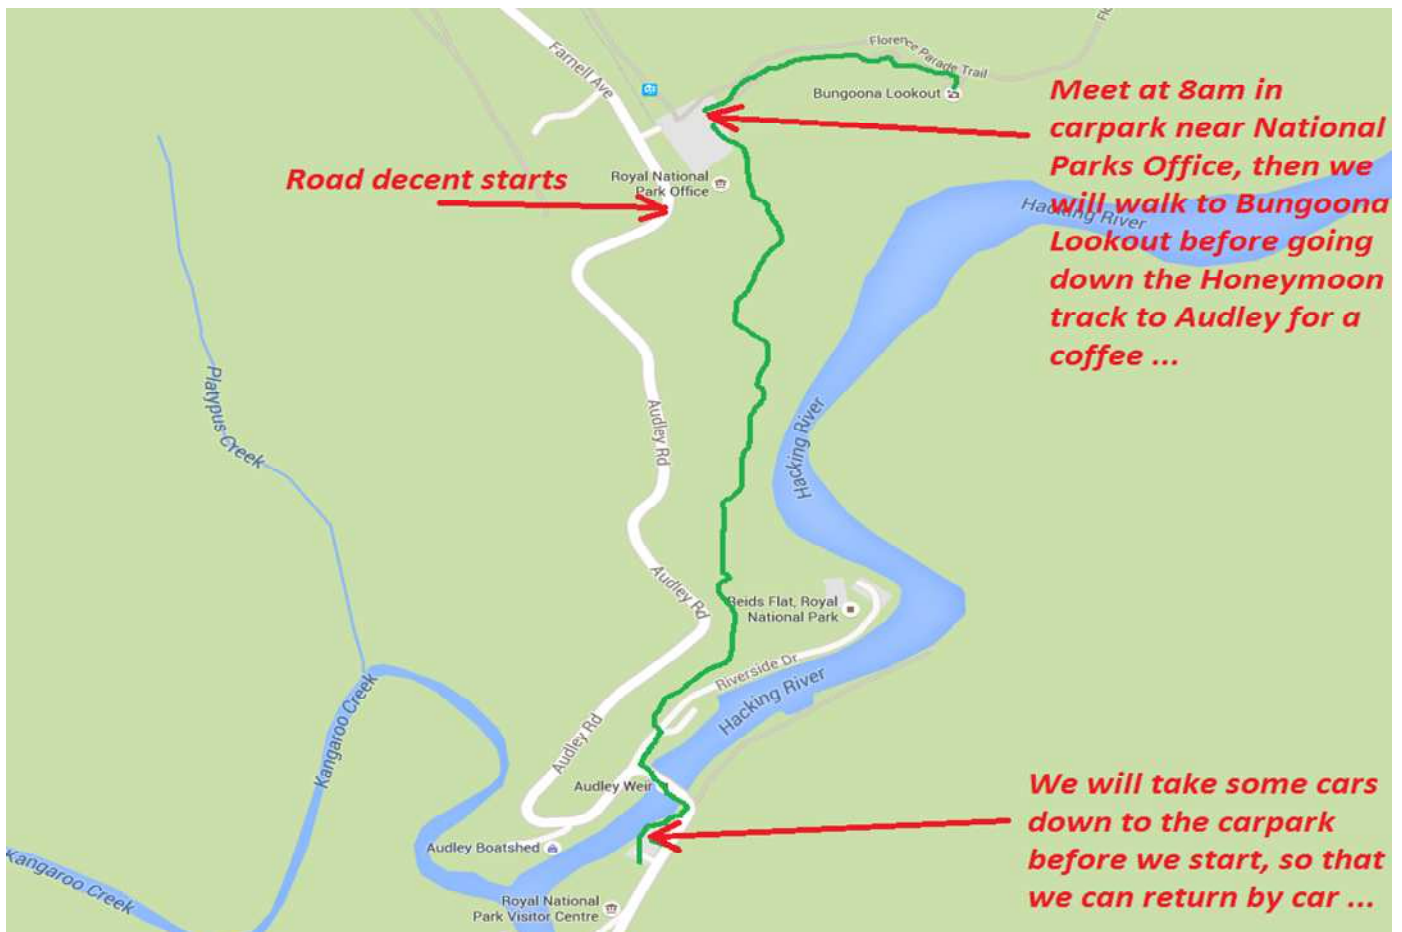 Farnell Ave
Florence Parade Trail
Bungoona Lookout
Meet at 8am in
carpark near National
Parks Office, then we
will walk to Bungoona
Lookout before going
down the Honeymoon
track to Audley for a
coffee ...
Road decent starts
Royal National
Park Office
Hacking River
Platypus Creek
Audley Rd
Hacking River
Audley Rd
Reids Flat, Royal
National Park
Riverside Dr
Hacking River
Kangaroo Creek
Audley Rd
Audley Weir
We will take some cars
down to the carpark
before we start, so that
we can return by car ...
Audley Boatshed
Kangaroo Creek
Royal National
Park Visitor Centre